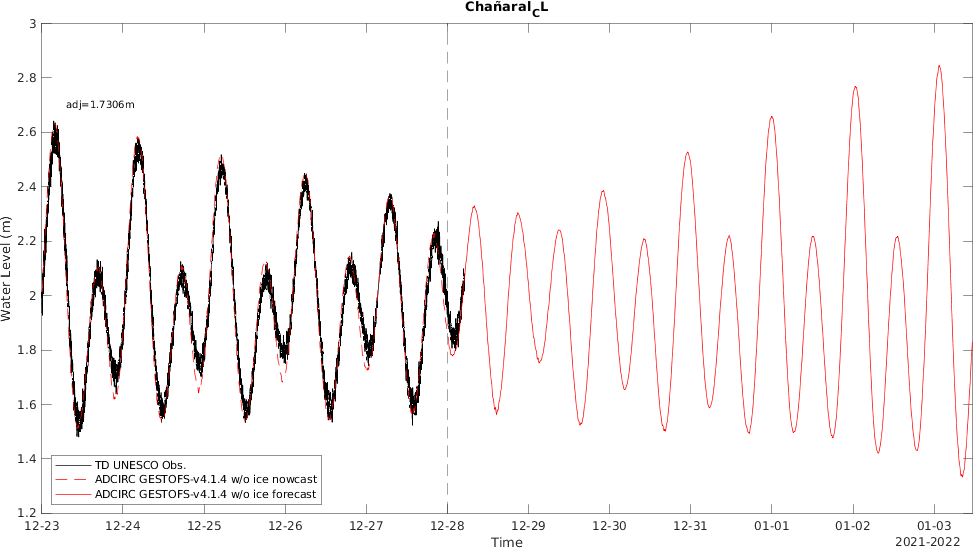 Chañaral_CL
3
2.8
2.6
2.4
2.2
2
1.8
1.6
1.4
1.2
Water Level (m)
adj=1.7306m
TD UNESCO Obs.
ADCIRC GESTOFS-v4.1.4 w/o ice nowcast
ADCIRC GESTOFS-v4.1.4 w/o ice forecast
12-23 12-24 12-25 12-26 12-27 12-28 12-29 12-30 12-31 01-01 01-02 01-03
Time
2021-2022